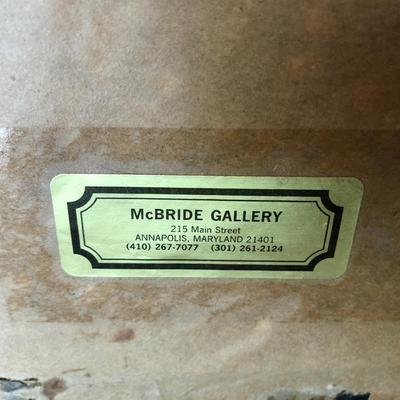 McBRIDE GALLERY
215 Main Street
ANNAPOLIS, MARYLAND 21401
(410) 267-7077 (301) 261-2124